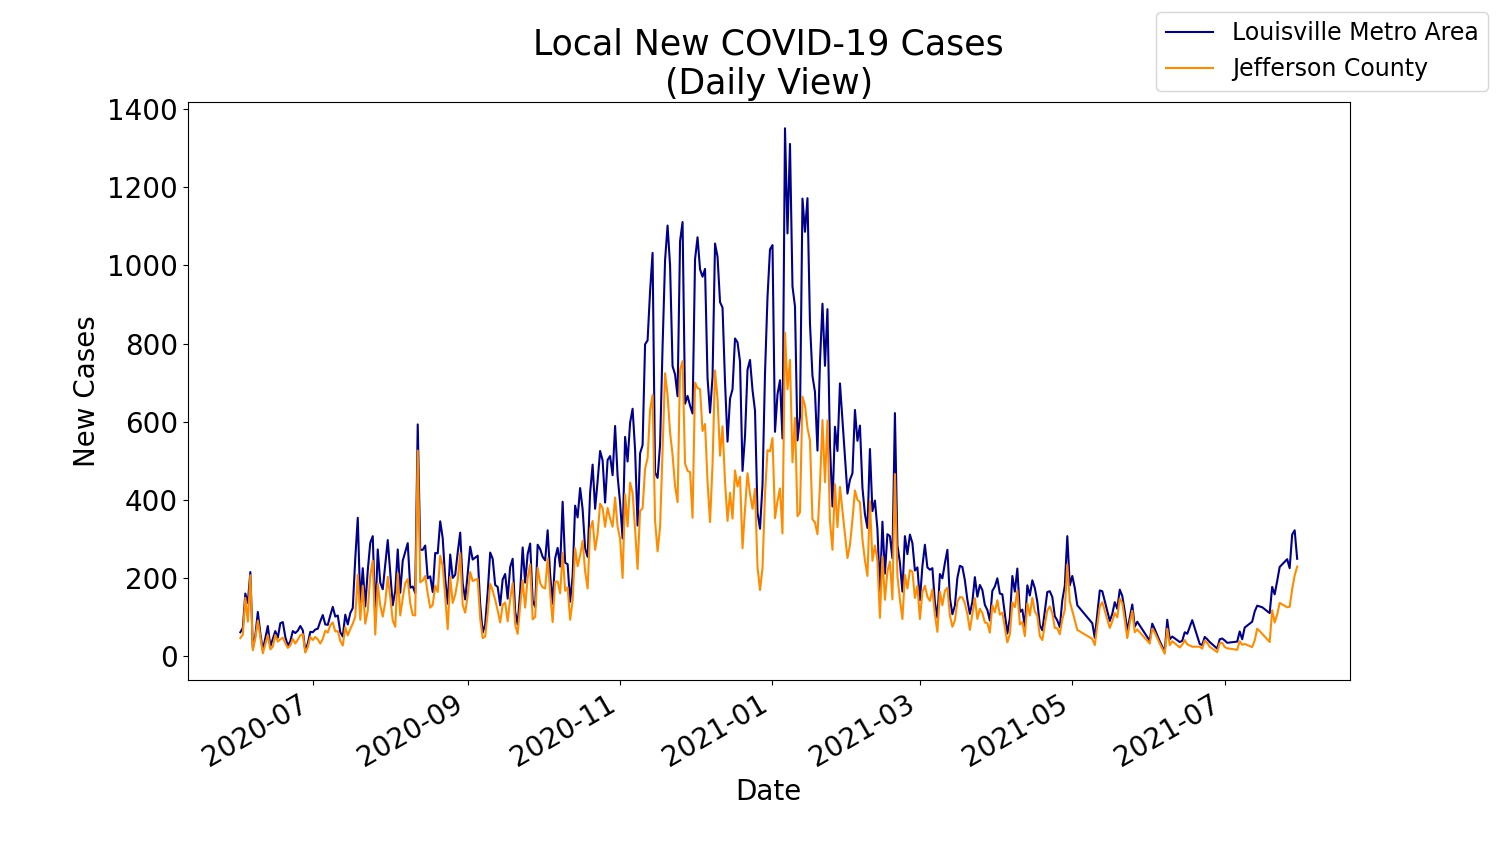 Local New COVID-19 Cases
(Daily View)
Louisville Metro Area
Jefferson County
1400
1200
1000
800
600
400
200
0
New Cases
2020-07
2020-09
2020-11
2021-01
2021-03
2021-05
2021-07
Date